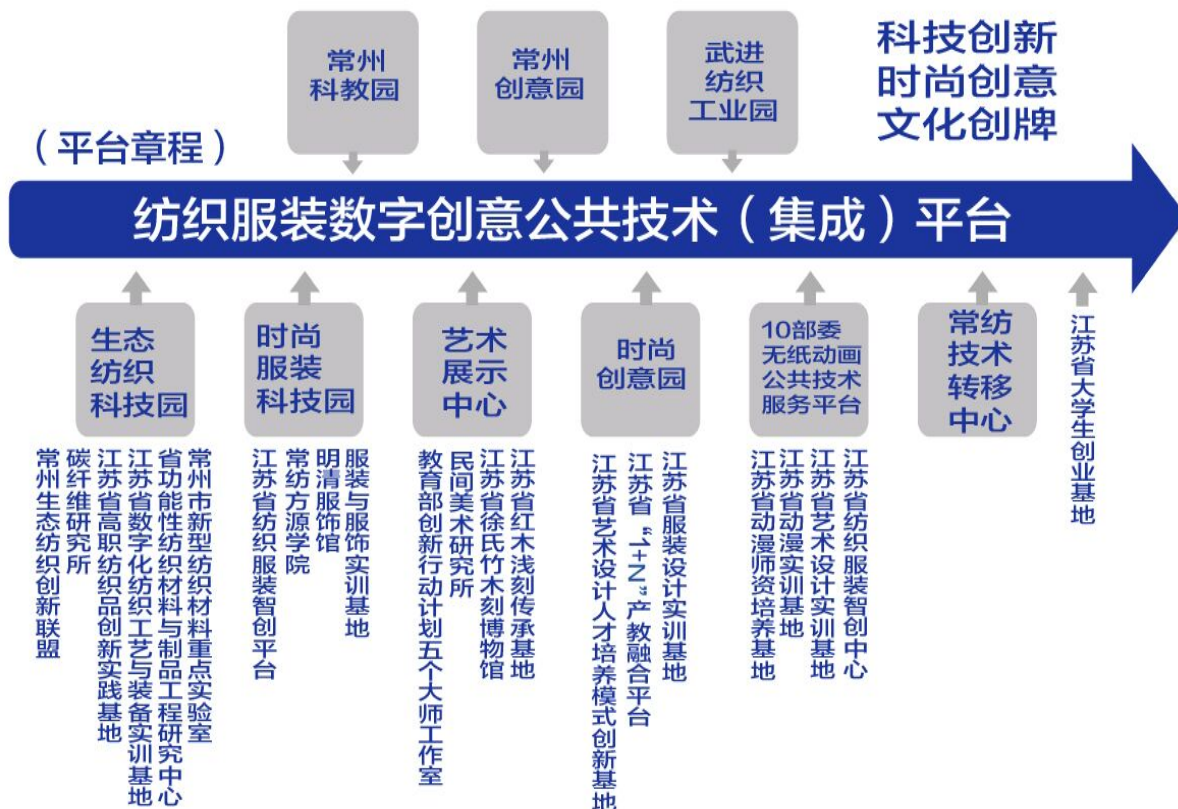 常州
科教园
常州
创意园
武进
纺织
工业园
科技创新
时尚创意
文化创牌
（平台章程）
纺织服装数字创意公共技术（集成）平台
生态
纺织
科技园
时尚
服装
科技园
艺术
展示
中心
时尚
创意园
10部委
无纸动画
公共技术
服务平台
常纺
技术
转移
中心
江苏省大学生创业基地
常州生态纺织创新联盟
碳纤维研究所
江苏省高职纺织品创新实践基地
江苏省数字化纺织工艺与装备实训基地
省功能性纺织材料与制品工程研究中心
常州市新型纺织材料重点实验室
江苏省纺织服装智创平台
常纺方源学院
明清服饰馆
服装与服饰实训基地
教育部创新行动计划五个大师工作室
民间美术研究所
江苏省徐氏竹木刻博物馆
江苏省红木浅刻传承基地
江苏省艺术设计人才培养模式创新基地
江苏省“1+N”产教融合平台
江苏省服装设计实训基地
江苏省动漫师资培养基地
江苏省动漫实训基地
江苏省艺术设计实训基地
江苏省纺织服装智创中心